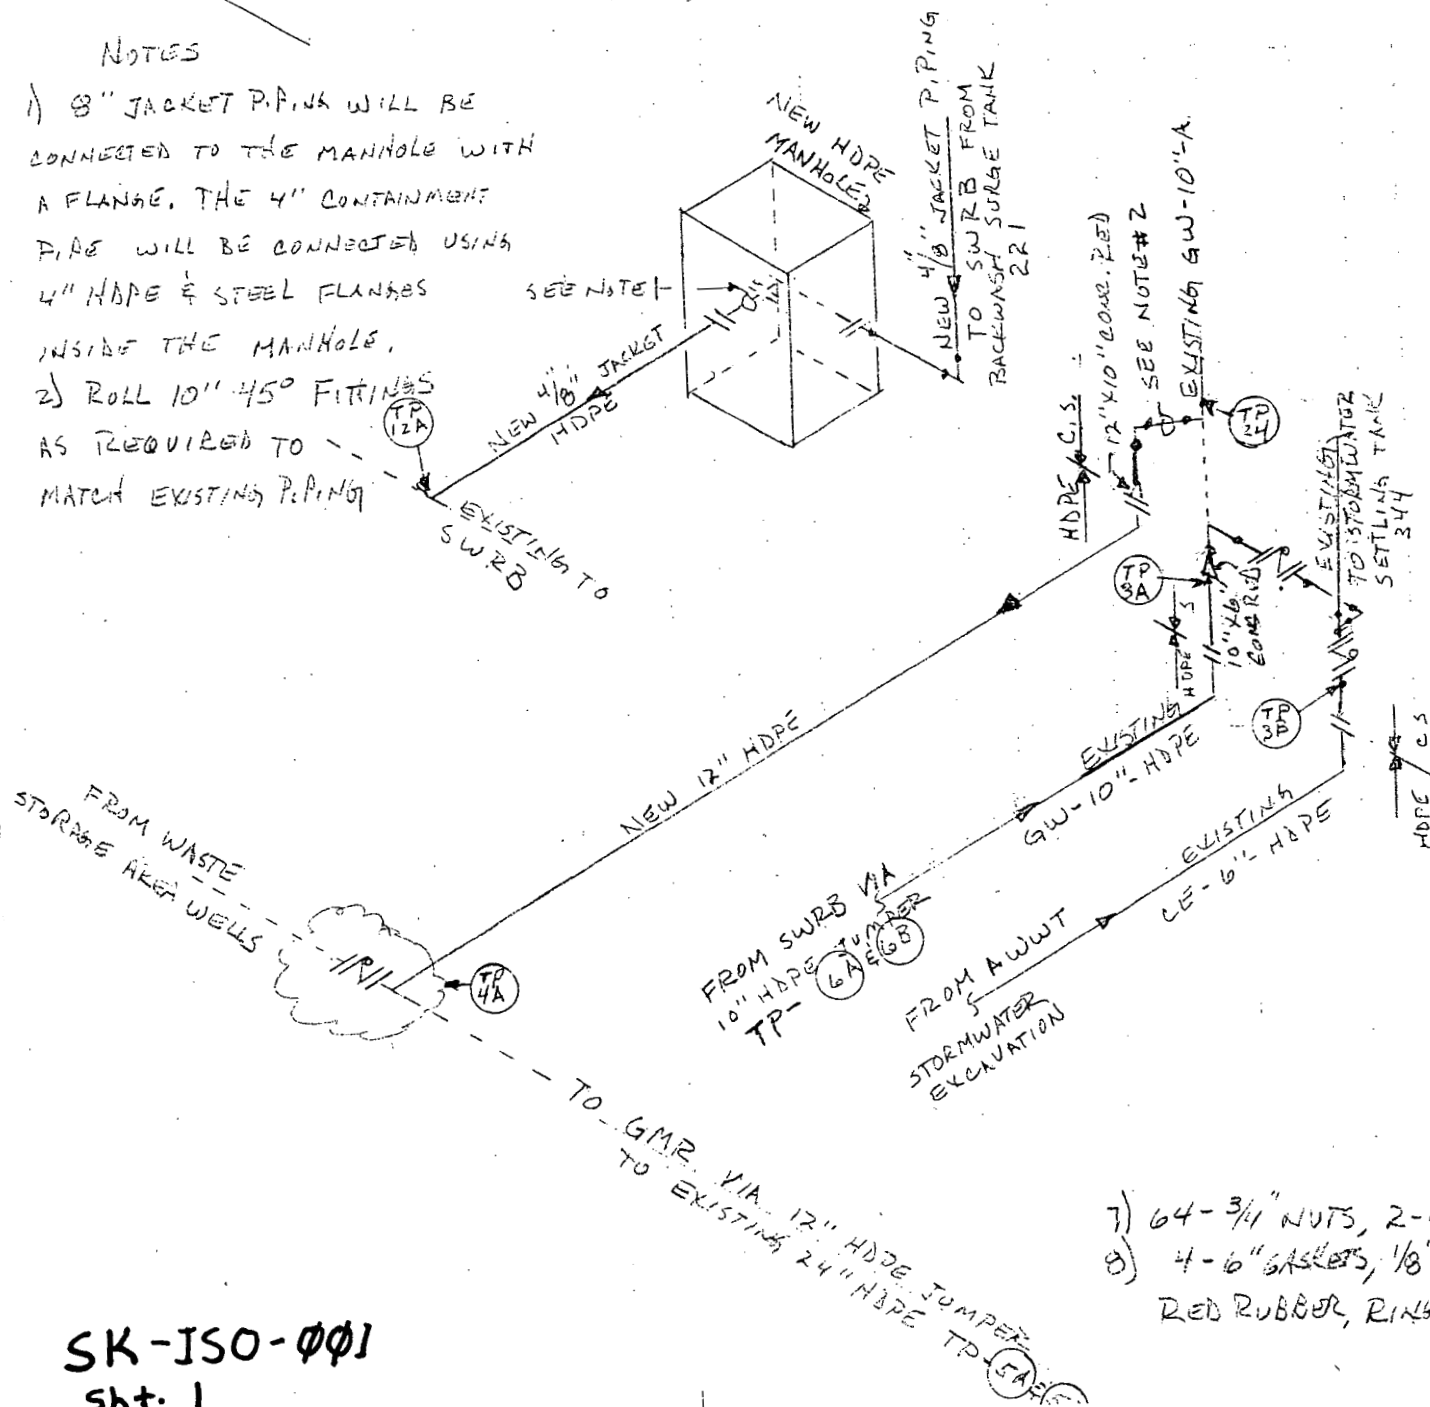 NOTES
1) 8" JACKET PIPING WILL BE
CONNECTED TO THE MANHOLE WITH
A FLANGE. THE 4" CONTAINMENT
PIPE WILL BE CONNECTED USING
4" HDPE & STEEL FLANGES
INSIDE THE MANHOLE.
2) ROLL 10" 45° FITTINGS
AS REQUIRED TO
MATCH EXISTING PIPING
TP
12A
EXISTING TO
SWRB
NEW 4"/8" JACKET
HDPE
SEE NOTE 1
NEW HDPE
MANHOLE
NEW 4"/8" JACKET PIPING
TO SWRB FROM
BACKWASH SURGE TANK
221
HDPE / C.S.
12"X10" CONC. RED
SEE NOTE #2
EXISTING GW-10"-A
TP
24
EXISTING
TO STORMWATER
SETTLING TANK
344
TP
3A
HDPE / S
10"X6"
CONC RED
TP
3B
HDPE / CS
NEW 12" HDPE
EXISTING
GW-10"-HDPE
EXISTING
CE-6"-HDPE
FROM SWRB VIA
10" HDPE JUMPER
TP- 6A & 6B
FROM AWWT
STORMWATER
EXCAVATION
FROM WASTE
STORAGE AREA WELLS
TP
4A
TO GMR VIA 12" HDPE JUMPER
TO EXISTING 24" HDPE TP-5A &
7) 64-3/4" NUTS, 2-
8) 4-6" GASKETS, 1/8"
RED RUBBER, RING
SK-ISO-001
Sht. 1